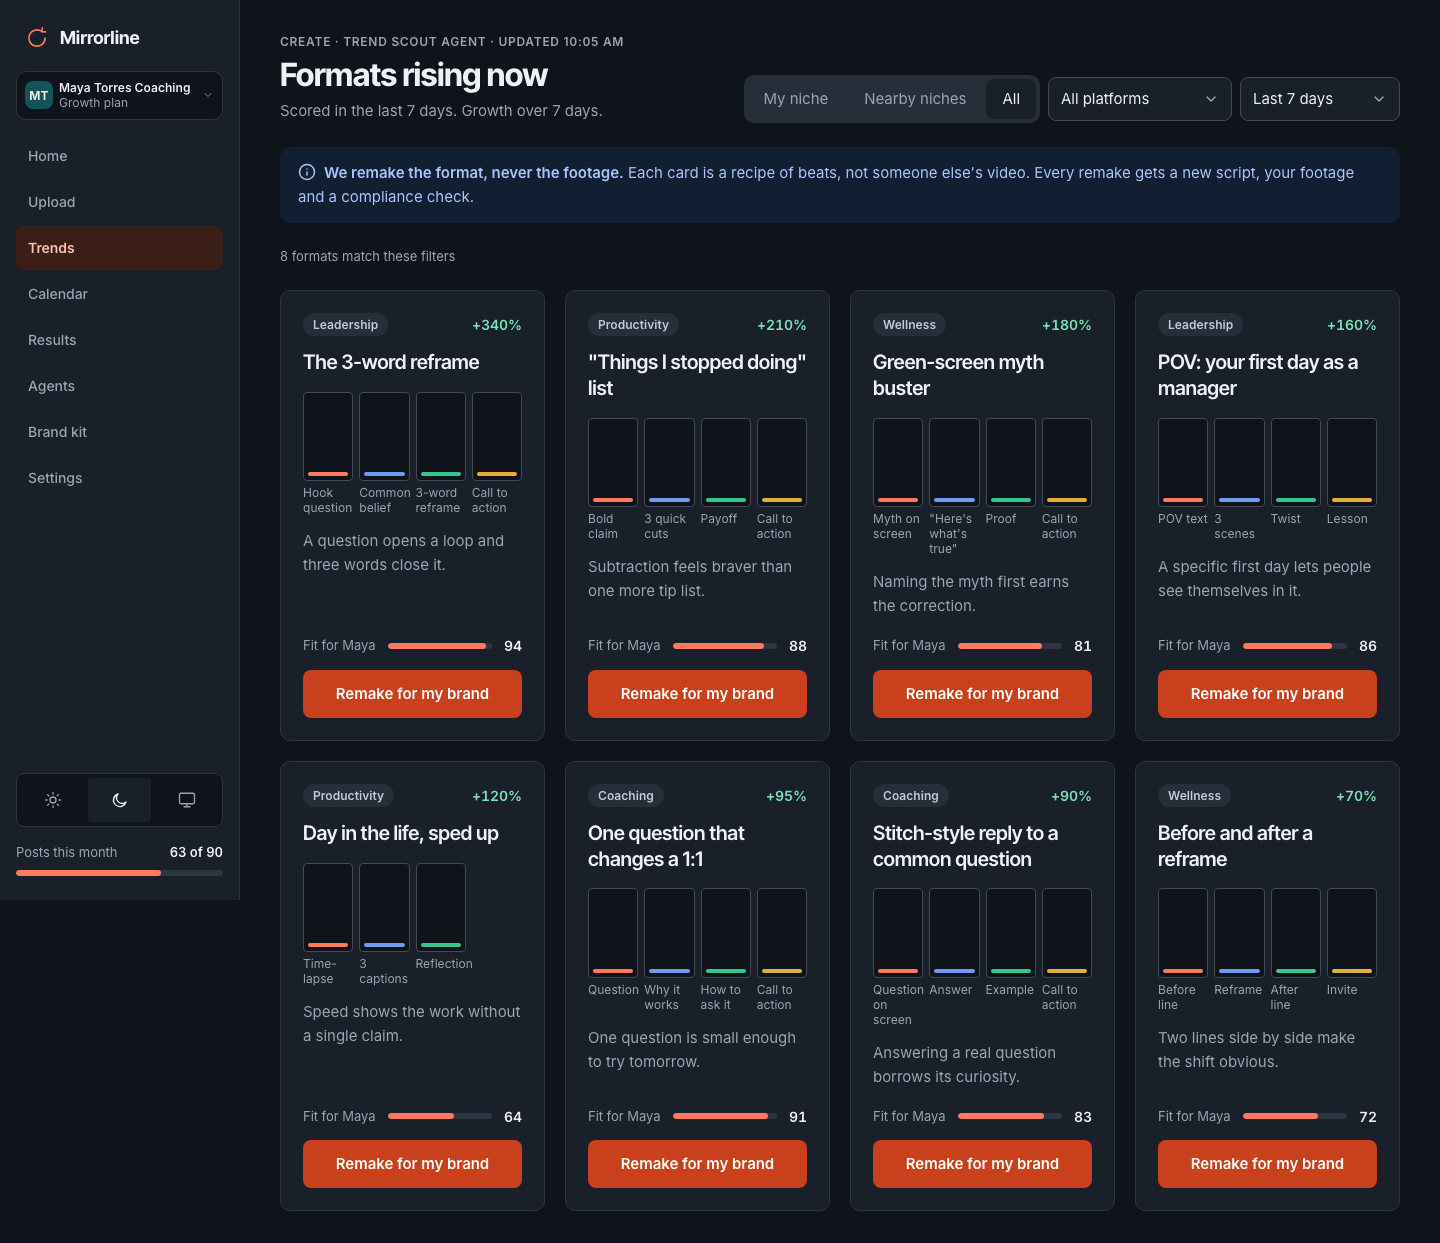 Mirrorline
MT
Maya Torres Coaching
Growth plan
Home
Upload
Trends
Calendar
Results
Agents
Brand kit
Settings
Posts this month
63 of 90
CREATE · TREND SCOUT AGENT · UPDATED 10:05 AM
Formats rising now
Scored in the last 7 days. Growth over 7 days.
My niche
Nearby niches
All
All platforms
Last 7 days
We remake the format, never the footage. Each card is a recipe of beats, not someone else's video. Every remake gets a new script, your footage
and a compliance check.
8 formats match these filters
Leadership
+340%
The 3-word reframe
Hook
question
Common
belief
3-word
reframe
Call to
action
A question opens a loop and
three words close it.
Fit for Maya
94
Remake for my brand
Productivity
+210%
"Things I stopped doing"
list
Bold
claim
3 quick
cuts
Payoff
Call to
action
Subtraction feels braver than
one more tip list.
Fit for Maya
88
Remake for my brand
Wellness
+180%
Green-screen myth
buster
Myth on
screen
"Here's
what's
true"
Proof
Call to
action
Naming the myth first earns
the correction.
Fit for Maya
81
Remake for my brand
Leadership
+160%
POV: your first day as a
manager
POV text
3
scenes
Twist
Lesson
A specific first day lets people
see themselves in it.
Fit for Maya
86
Remake for my brand
Productivity
+120%
Day in the life, sped up
Time-
lapse
3
captions
Reflection
Speed shows the work without
a single claim.
Fit for Maya
64
Remake for my brand
Coaching
+95%
One question that
changes a 1:1
Question
Why it
works
How to
ask it
Call to
action
One question is small enough
to try tomorrow.
Fit for Maya
91
Remake for my brand
Coaching
+90%
Stitch-style reply to a
common question
Question
on
screen
Answer
Example
Call to
action
Answering a real question
borrows its curiosity.
Fit for Maya
83
Remake for my brand
Wellness
+70%
Before and after a
reframe
Before
line
Reframe
After
line
Invite
Two lines side by side make
the shift obvious.
Fit for Maya
72
Remake for my brand